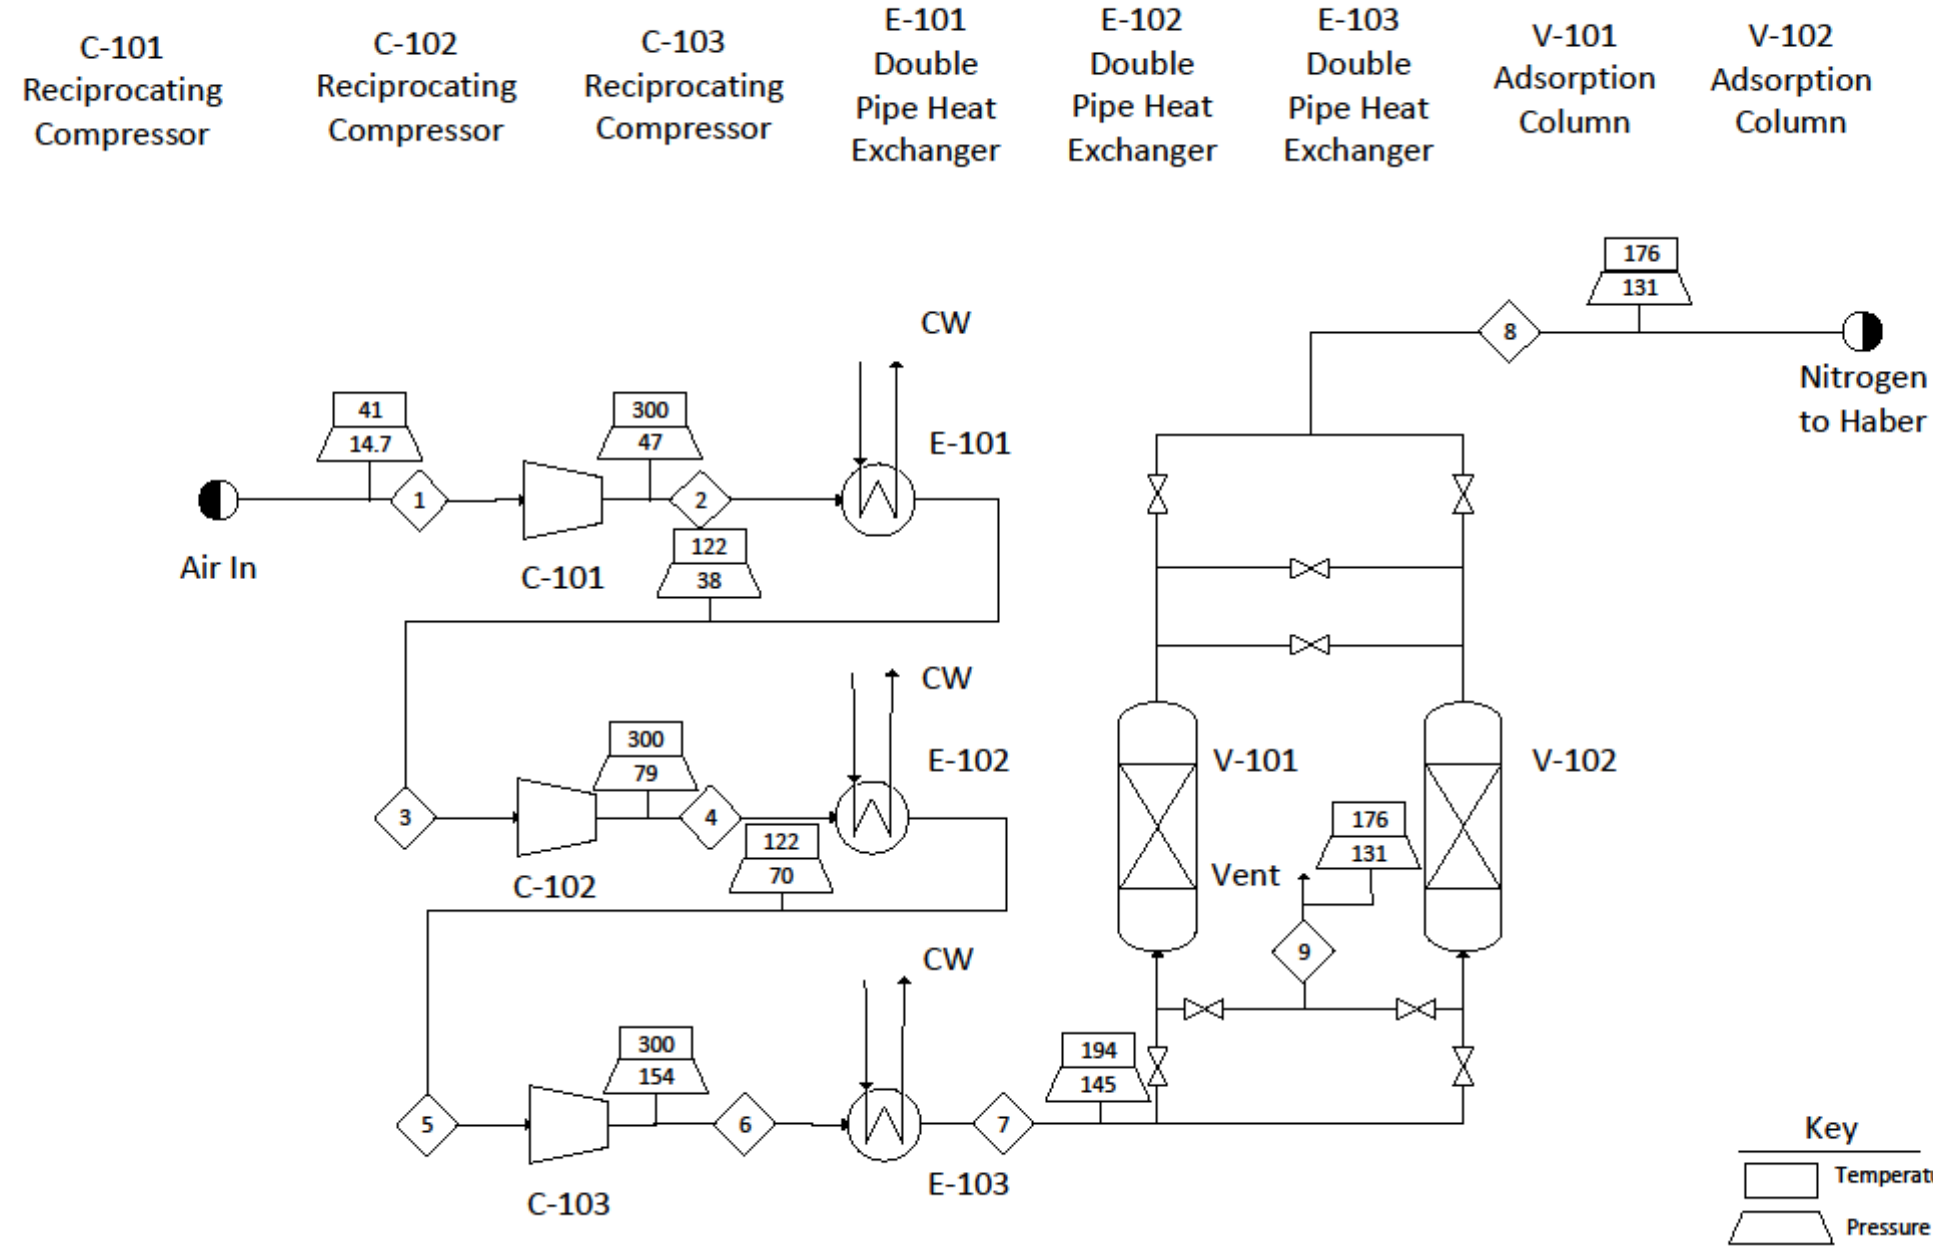 C-101
Reciprocating
Compressor
C-102
Reciprocating
Compressor
C-103
Reciprocating
Compressor
E-101
Double
Pipe Heat
Exchanger
E-102
Double
Pipe Heat
Exchanger
E-103
Double
Pipe Heat
Exchanger
V-101
Adsorption
Column
V-102
Adsorption
Column
176
131
8
Nitrogen
to Haber
CW
41
14.7
300
47
E-101
1
2
Air In
C-101
122
38
CW
300
79
E-102
3
4
C-102
122
70
V-101
V-102
176
131
Vent
9
CW
300
154
194
145
5
6
7
C-103
E-103
Key
Temperat
Pressure